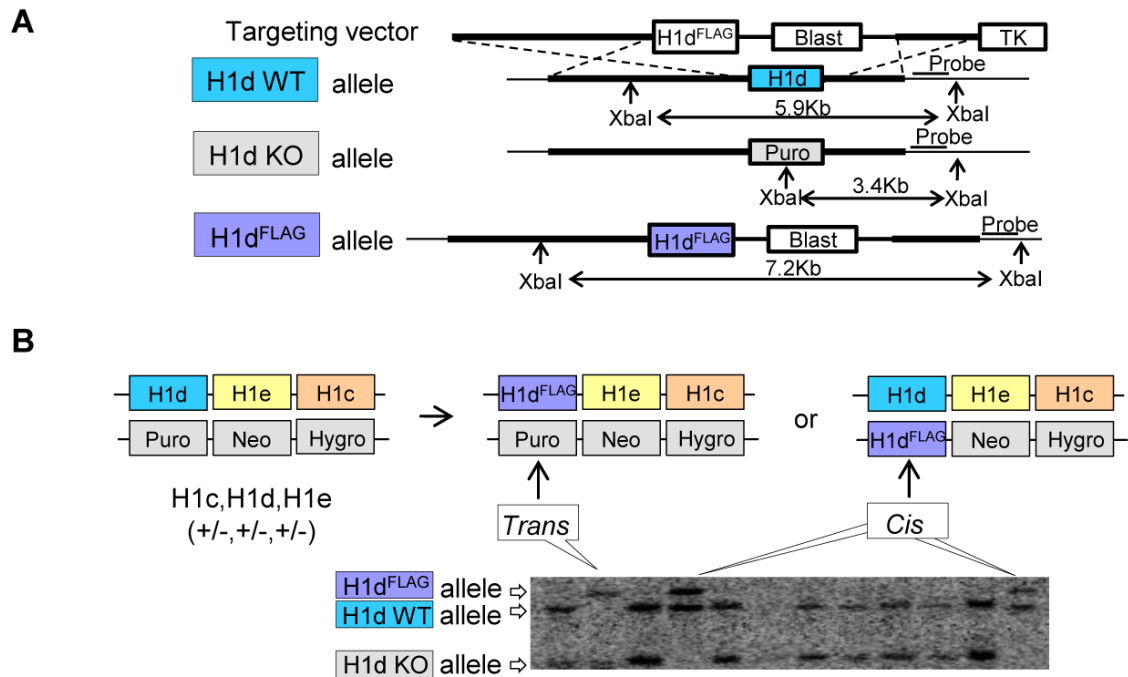 A
Targeting vector
H1dFLAG
Blast
TK
H1d WT allele
H1d
Probe
XbaI
5.9Kb
XbaI
H1d KO allele
Puro
Probe
XbaI
3.4Kb
XbaI
H1dFLAG allele
H1dFLAG
Blast
Probe
XbaI
7.2Kb
XbaI
B
H1d H1e H1c
Puro Neo Hygro
H1c,H1d,H1e
(+/-,+/-,+/-)
H1dFLAG H1e H1c
Puro Neo Hygro
or
H1d H1e H1c
H1dFLAG Neo Hygro
Trans
Cis
H1dFLAG allele
H1d WT allele
H1d KO allele